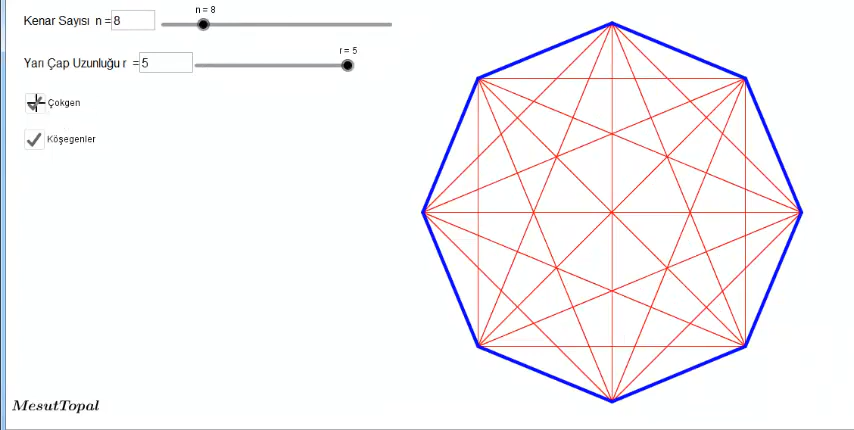 n = 8
Kenar Sayısı n = 8
r = 5
Yarı Çap Uzunluğu r = 5
Çokgen
Köşegenler
MesutTopal